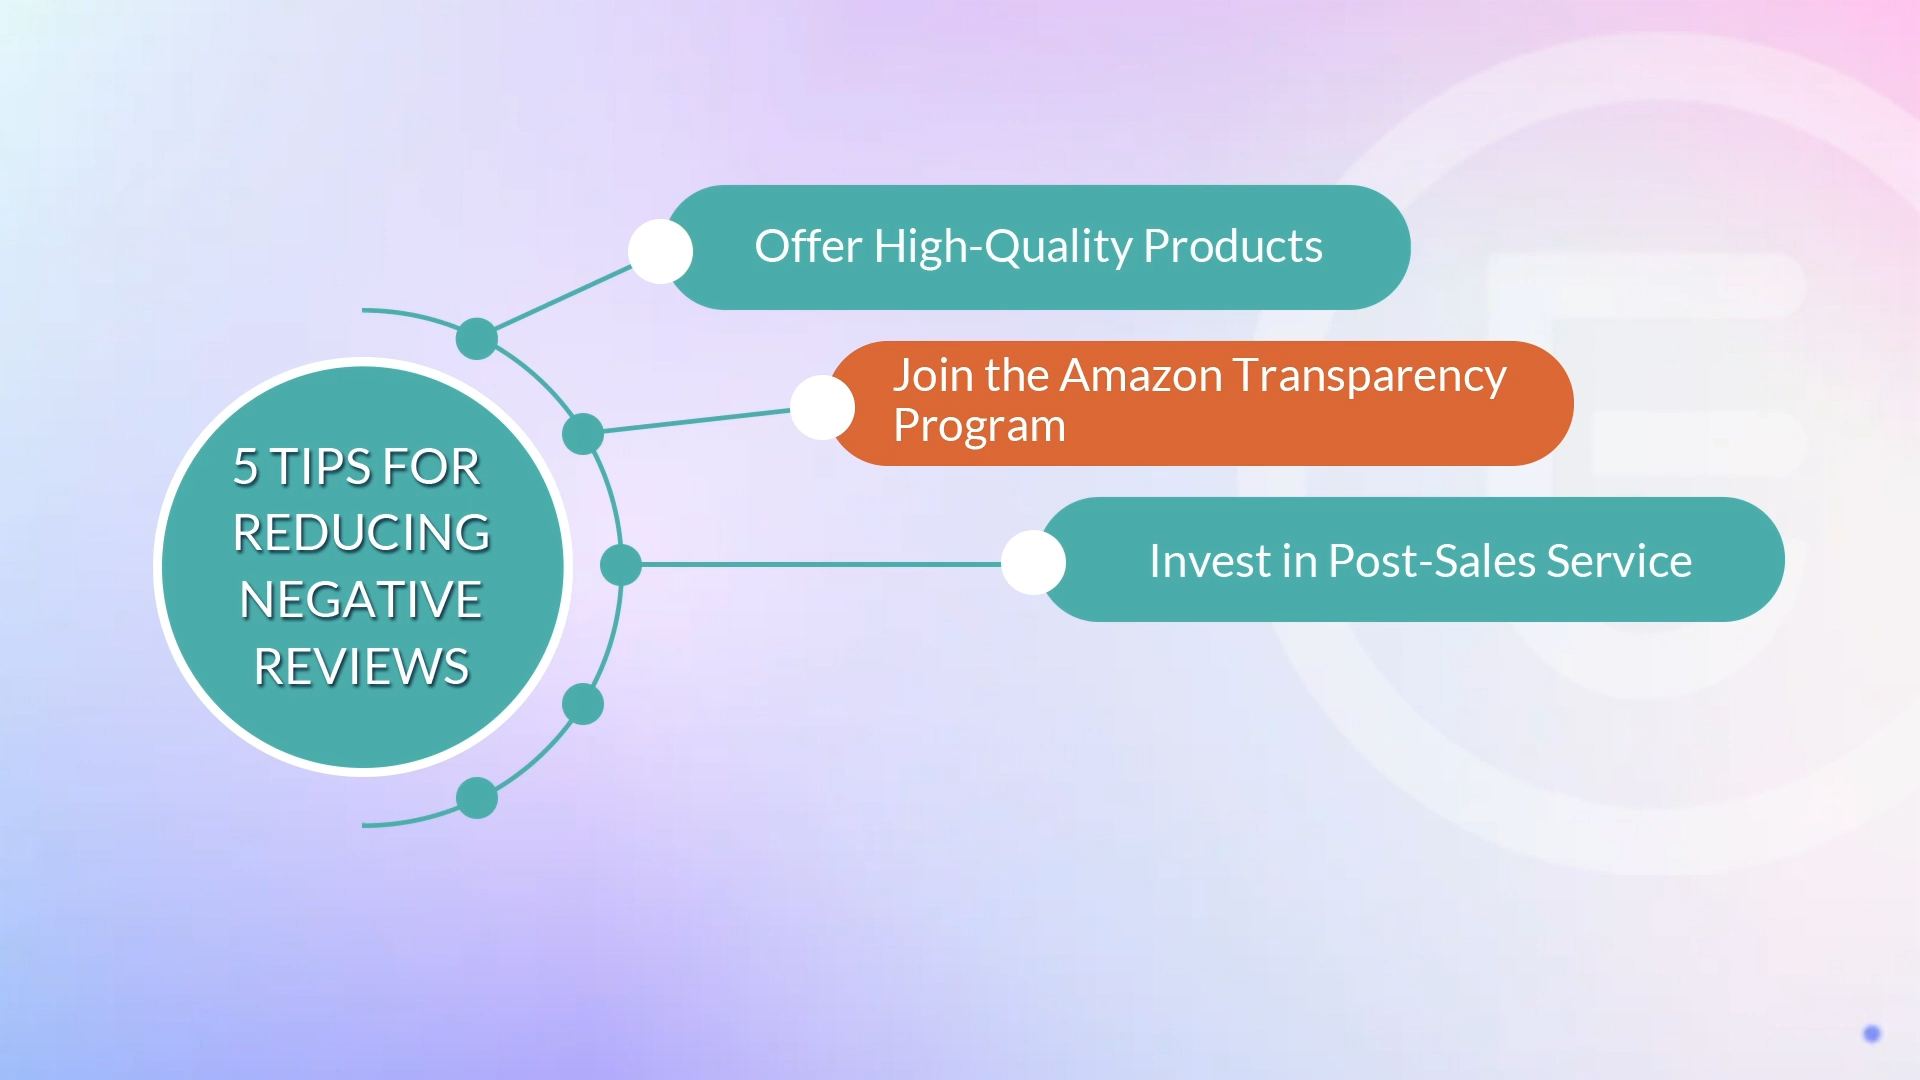 5 TIPS FOR
REDUCING
NEGATIVE
REVIEWS
Offer High-Quality Products
Join the Amazon Transparency
Program
Invest in Post-Sales Service